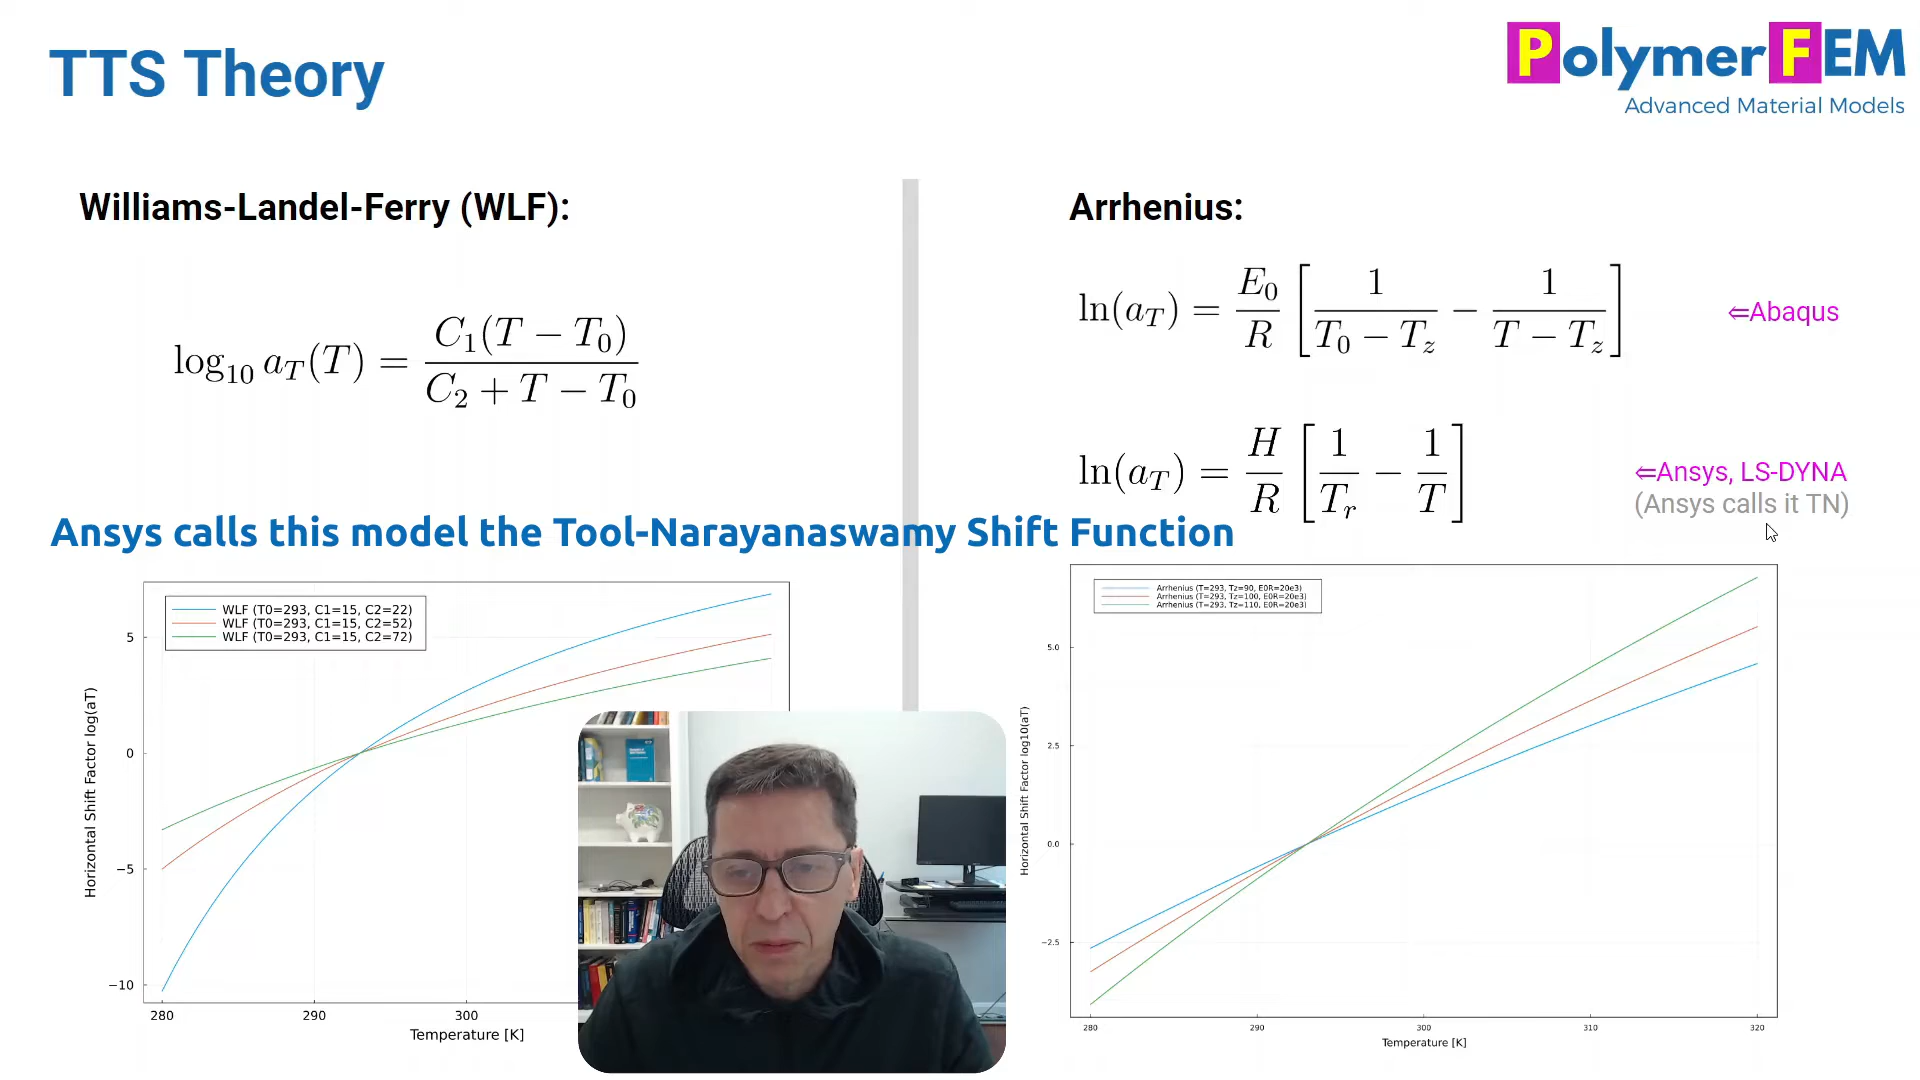 TTS Theory
PolymerFEM
Advanced Material Models
Williams-Landel-Ferry (WLF):
log₁₀ a_T(T) = C₁(T − T₀) / (C₂ + T − T₀)
Arrhenius:
ln(a_T) = E₀/R [1/(T₀ − T_z) − 1/(T − T_z)]
⇐Abaqus
ln(a_T) = H/R [1/T_r − 1/T]
⇐Ansys, LS-DYNA
(Ansys calls it TN)
Ansys calls this model the Tool-Narayanaswamy Shift Function
WLF (T0=293, C1=15, C2=22)
WLF (T0=293, C1=15, C2=52)
WLF (T0=293, C1=15, C2=72)
5
0
−5
−10
Horizontal Shift Factor log(aT)
280 290 300
Temperature [K]
Arrhenius (T=293, Tz=90, E0R=20e3)
Arrhenius (T=293, Tz=100, E0R=20e3)
Arrhenius (T=293, Tz=110, E0R=20e3)
5.0
2.5
0.0
−2.5
Horizontal Shift Factor log10(aT)
280 290 300 310 320
Temperature [K]